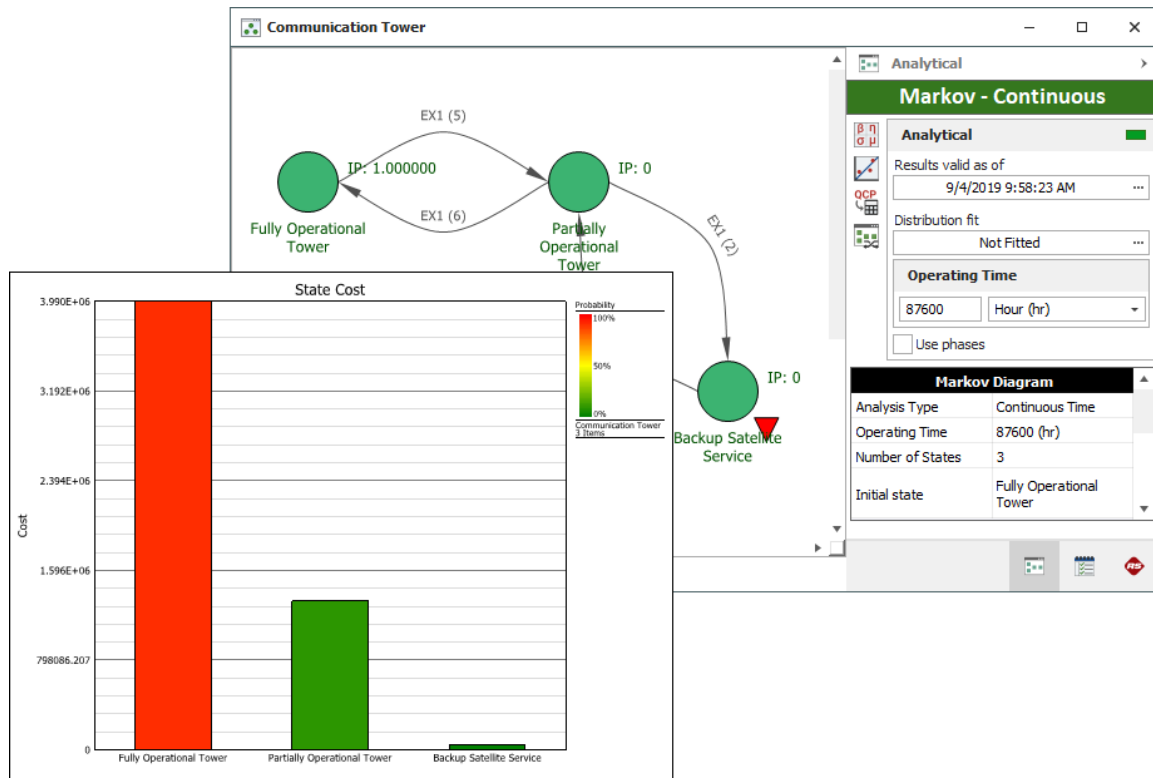 Communication Tower
EX1 (5)
IP: 1.000000
IP: 0
EX1 (6)
Fully Operational
Tower
Partially
Operational
Tower
EX1 (2)
IP: 0
Backup Satellite
Service
Analytical
Markov - Continuous
β η
σ μ
QCP
Analytical
Results valid as of
9/4/2019 9:58:23 AM
...
Distribution fit
Not Fitted
...
Operating Time
87600
Hour (hr)
Use phases
Markov Diagram
Analysis Type
Continuous Time
Operating Time
87600 (hr)
Number of States
3
Initial state
Fully Operational
Tower
RS
State Cost
3.990E+06
3.192E+06
2.394E+06
1.596E+06
798086.207
0
Cost
Fully Operational Tower
Partially Operational Tower
Backup Satellite Service
Probability
100%
50%
0%
Communication Tower
3 Items